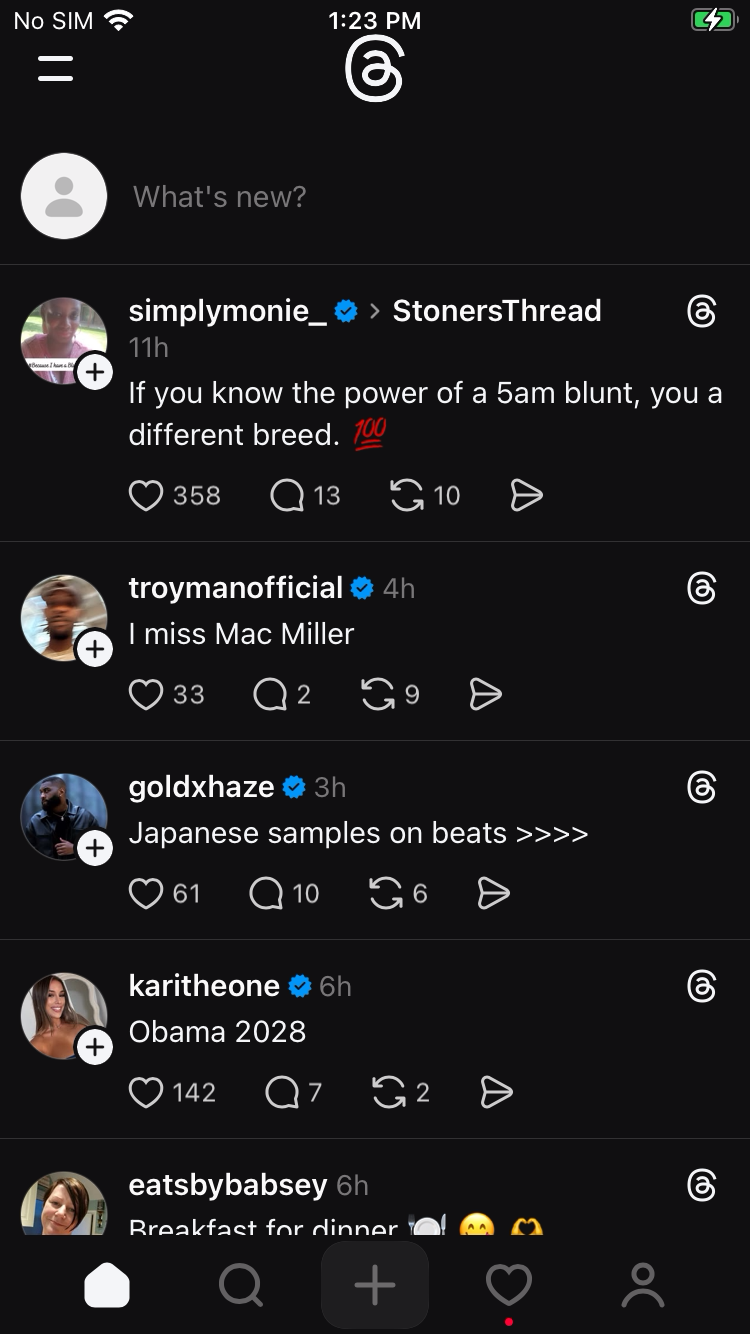 No SIM 1:23 PM
What's new?
simplymonie_ > StonersThread
11h
If you know the power of a 5am blunt, you a
different breed. 💯
358 13 10
troymanofficial 4h
I miss Mac Miller
33 2 9
goldxhaze 3h
Japanese samples on beats >>>>
61 10 6
karitheone 6h
Obama 2028
142 7 2
eatsbybabsey 6h
Breakfast for dinner 🍽️ 😋 🫶